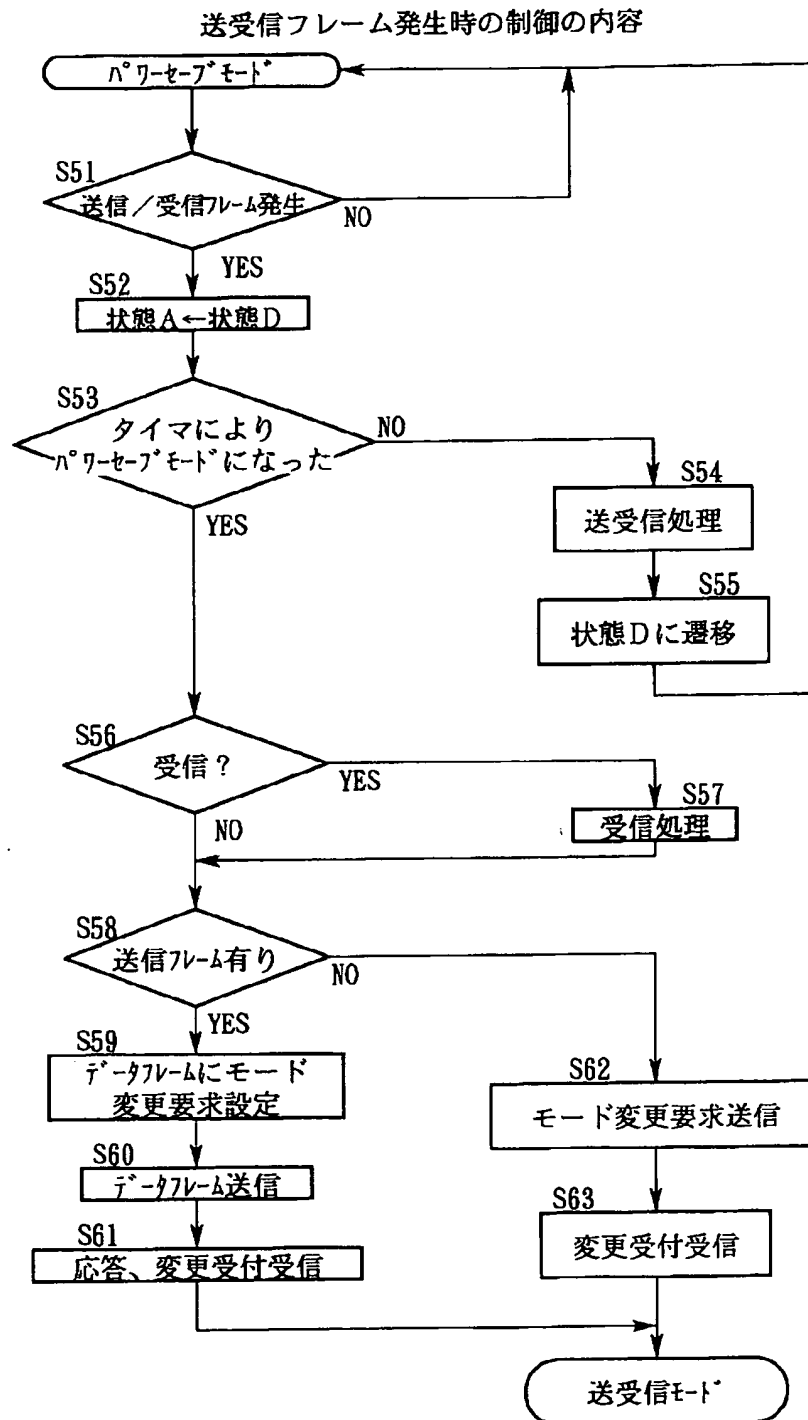 送受信フレーム発生時の制御の内容
ﾊﾟﾜｰｾｰﾌﾞﾓｰﾄﾞ
S51
送信／受信ﾌﾚｰﾑ発生
NO
YES
S52
状態A←状態D
S53
タイマにより
ﾊﾟﾜｰｾｰﾌﾞﾓｰﾄﾞになった
NO
YES
S54
送受信処理
S55
状態Dに遷移
S56
受信？
YES
NO
S57
受信処理
S58
送信ﾌﾚｰﾑ有り
NO
YES
S59
ﾃﾞｰﾀﾌﾚｰﾑにモード
変更要求設定
S60
ﾃﾞｰﾀﾌﾚｰﾑ送信
S61
応答、変更受付受信
S62
モード変更要求送信
S63
変更受付受信
送受信ﾓｰﾄﾞ